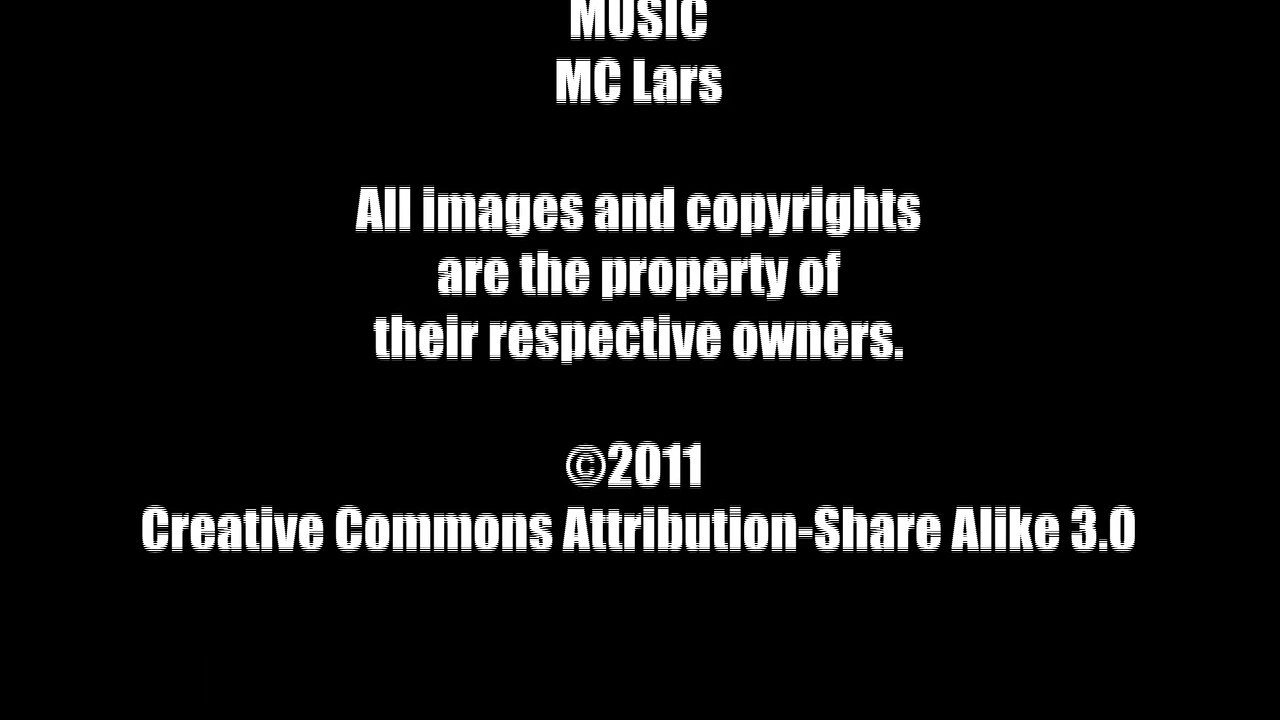 MUSIC
MC Lars
All images and copyrights
are the property of
their respective owners.
©2011
Creative Commons Attribution-Share Alike 3.0